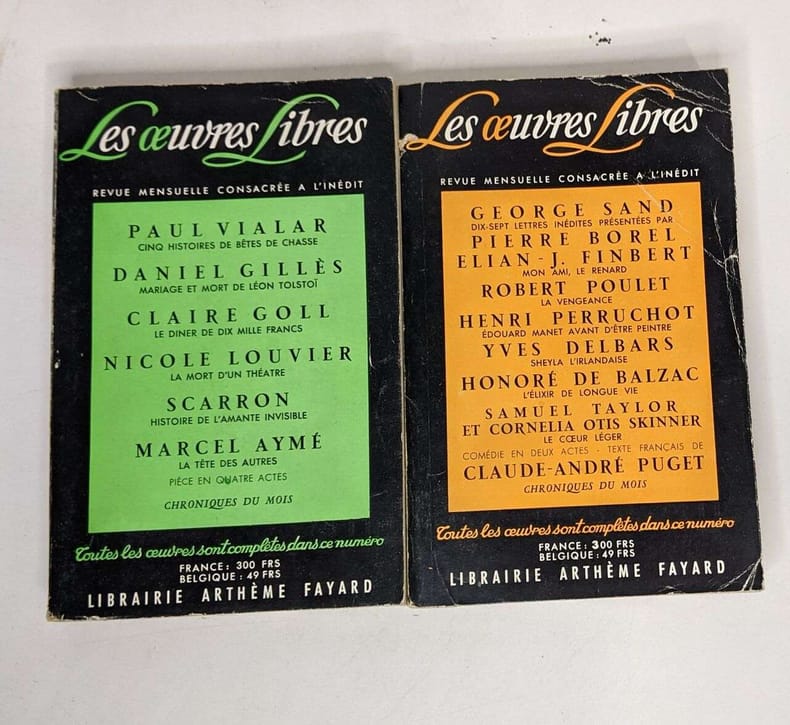 Les œuvres Libres
REVUE MENSUELLE CONSACRÉE A L'INÉDIT
PAUL VIALAR
CINQ HISTOIRES DE BÊTES DE CHASSE
DANIEL GILLÈS
MARIAGE ET MORT DE LÉON TOLSTOÏ
CLAIRE GOLL
LE DINER DE DIX MILLE FRANCS
NICOLE LOUVIER
LA MORT D'UN THÉATRE
SCARRON
HISTOIRE DE L'AMANTE INVISIBLE
MARCEL AYMÉ
LA TÊTE DES AUTRES
PIÈCE EN QUATRE ACTES
CHRONIQUES DU MOIS
Toutes les œuvres sont complètes dans ce numéro
FRANCE : 300 FRS
BELGIQUE : 49 FRS
LIBRAIRIE ARTHÈME FAYARD
Les œuvres Libres
REVUE MENSUELLE CONSACRÉE A L'INÉDIT
GEORGE SAND
DIX-SEPT LETTRES INÉDITES PRÉSENTÉES PAR
PIERRE BOREL
ELIAN-J. FINBERT
MON AMI, LE RENARD
ROBERT POULET
LA VENGEANCE
HENRI PERRUCHOT
ÉDOUARD MANET AVANT D'ÊTRE PEINTRE
YVES DELBARS
SHEYLA L'IRLANDAISE
HONORÉ DE BALZAC
L'ÉLIXIR DE LONGUE VIE
SAMUEL TAYLOR
ET CORNELIA OTIS SKINNER
LE CŒUR LÉGER
COMÉDIE EN DEUX ACTES - TEXTE FRANÇAIS DE
CLAUDE-ANDRÉ PUGET
CHRONIQUES DU MOIS
Toutes les œuvres sont complètes dans ce numéro
FRANCE : 300 FRS
BELGIQUE : 49 FRS
LIBRAIRIE ARTHÈME FAYARD